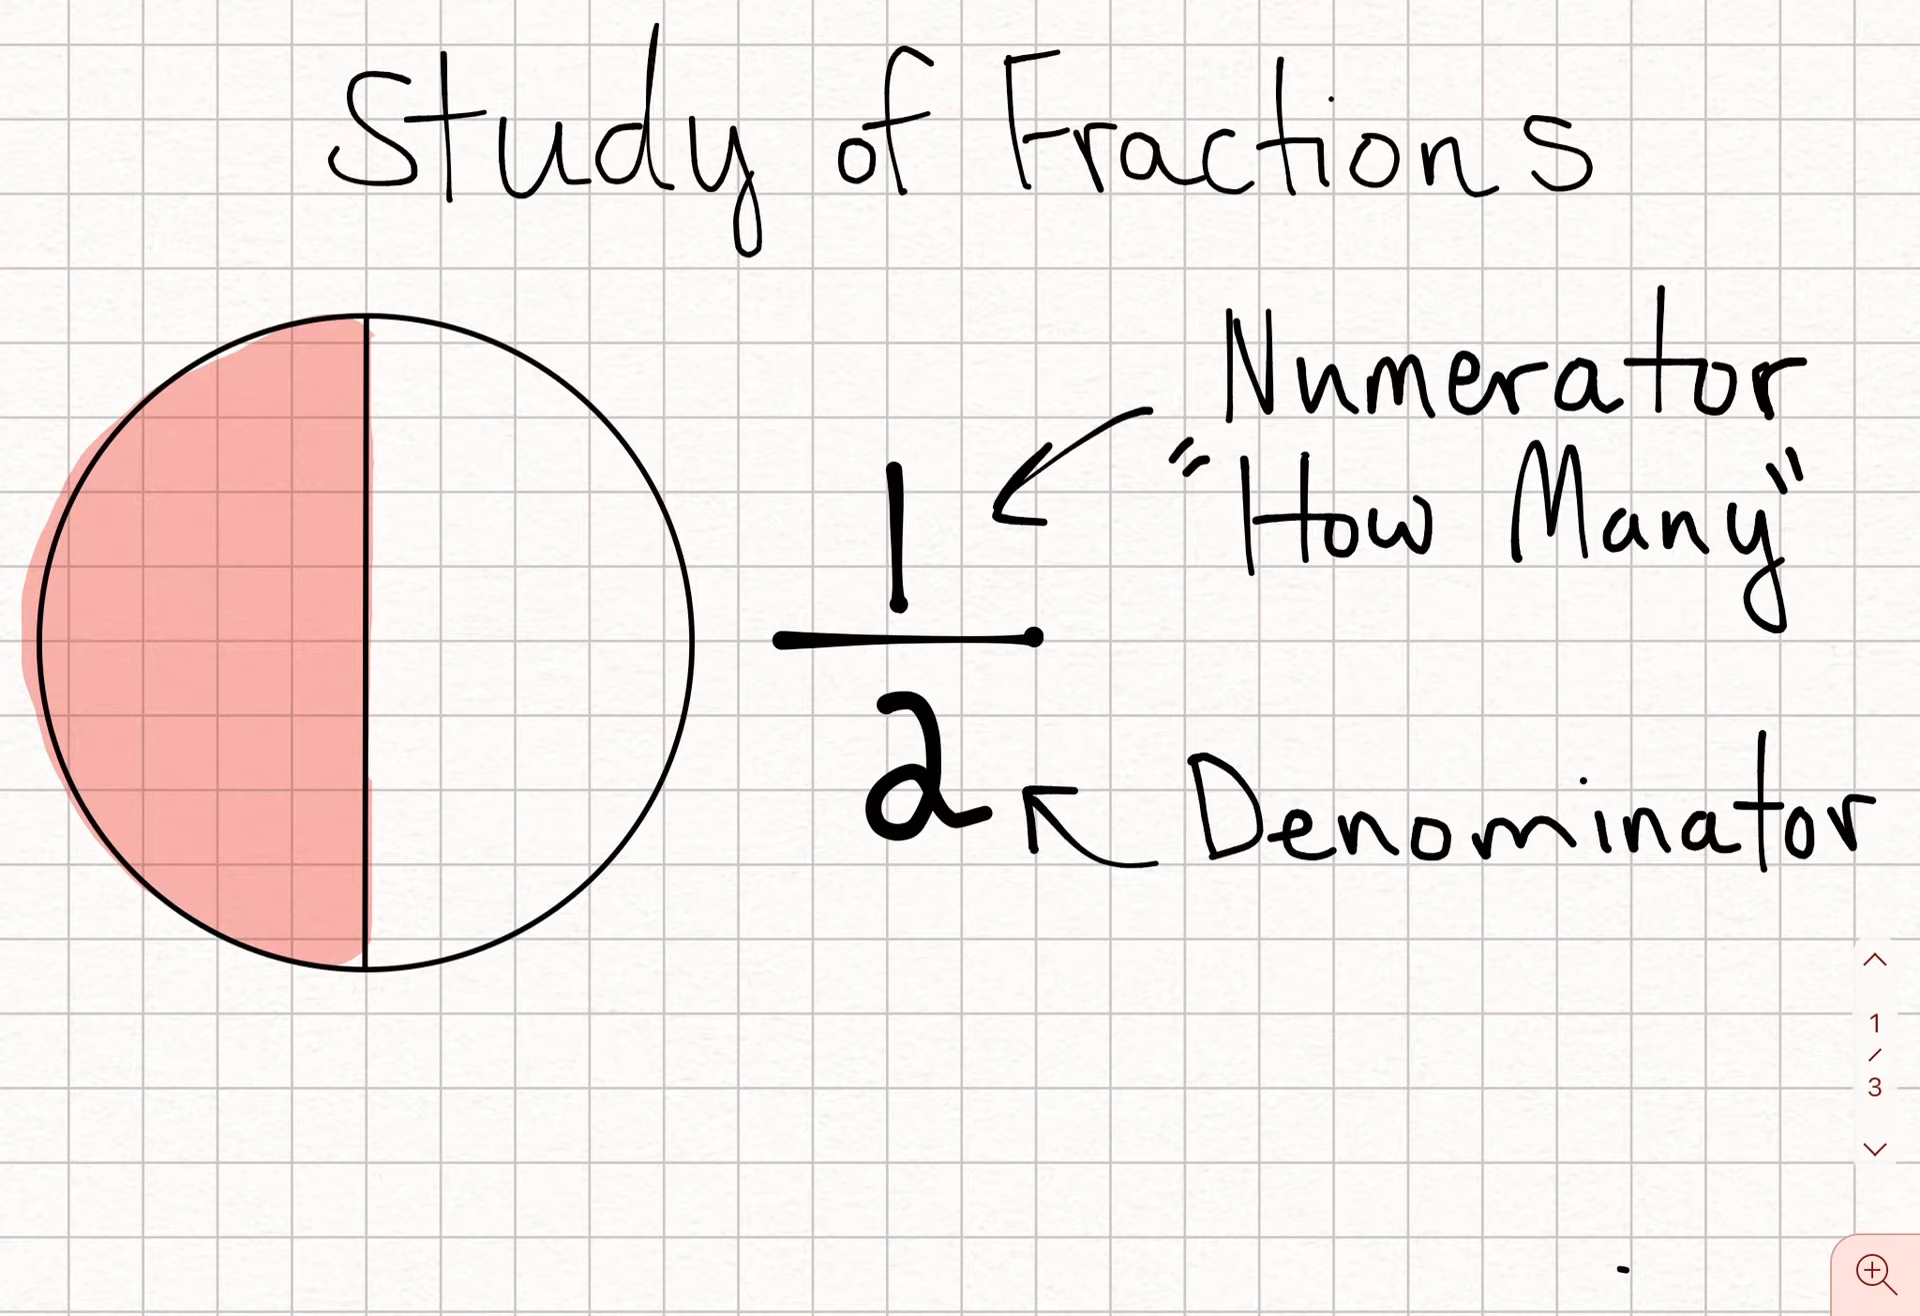 Study of Fractions
Numerator
"How Many"
1
2
Denominator
1
/
3